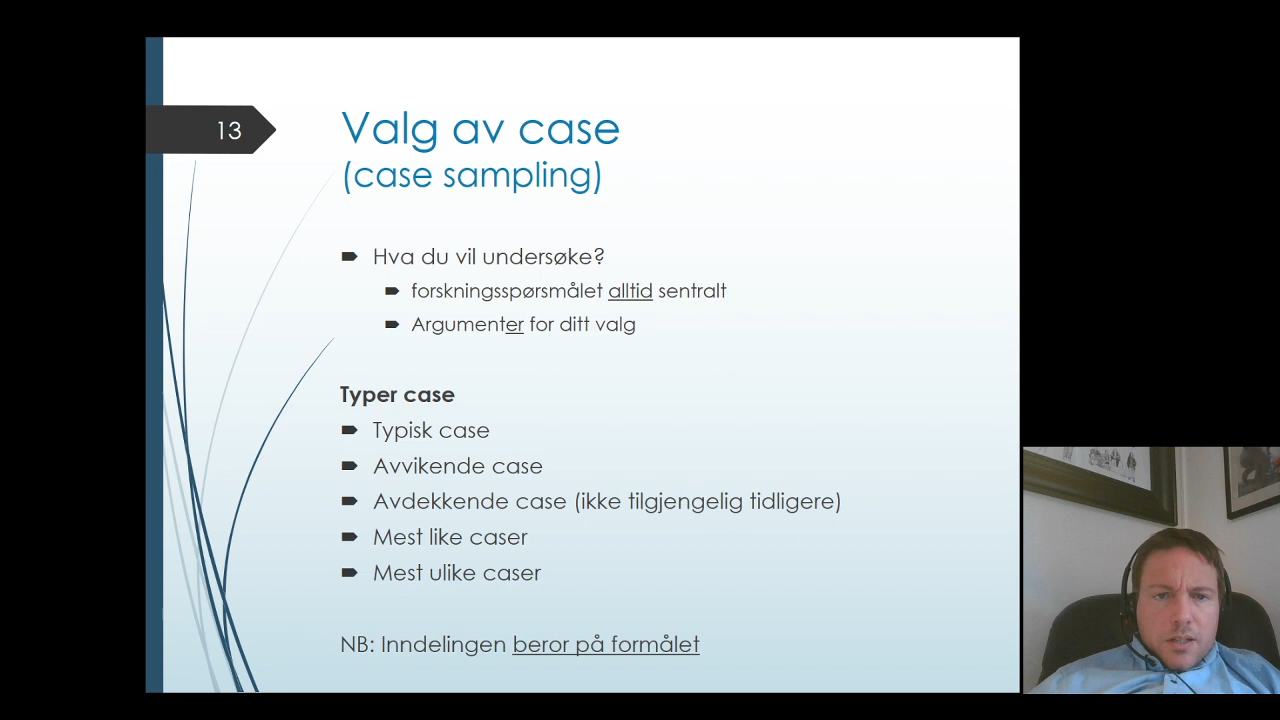 13
Valg av case
(case sampling)
Hva du vil undersøke?
forskningsspørsmålet alltid sentralt
Argumenter for ditt valg
Typer case
Typisk case
Avvikende case
Avdekkende case (ikke tilgjengelig tidligere)
Mest like caser
Mest ulike caser
NB: Inndelingen beror på formålet